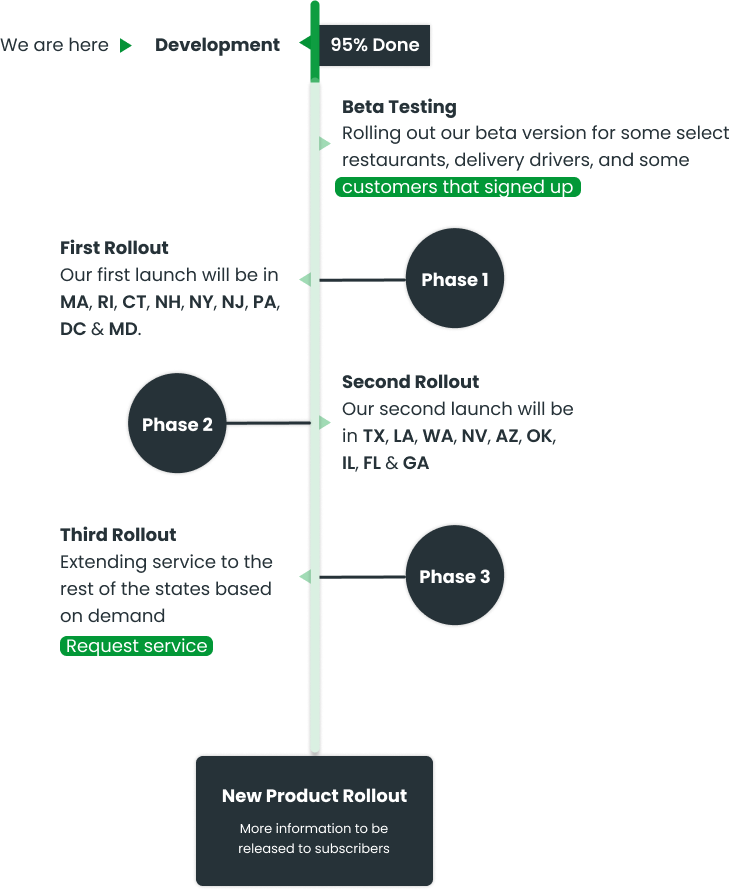 We are here
Development
95% Done
Beta Testing
Rolling out our beta version for some select
restaurants, delivery drivers, and some
customers that signed up
First Rollout
Our first launch will be in
MA, RI, CT, NH, NY, NJ, PA,
DC & MD.
Phase 1
Second Rollout
Our second launch will be
in TX, LA, WA, NV, AZ, OK,
IL, FL & GA
Phase 2
Third Rollout
Extending service to the
rest of the states based
on demand
Request service
Phase 3
New Product Rollout
More information to be
released to subscribers